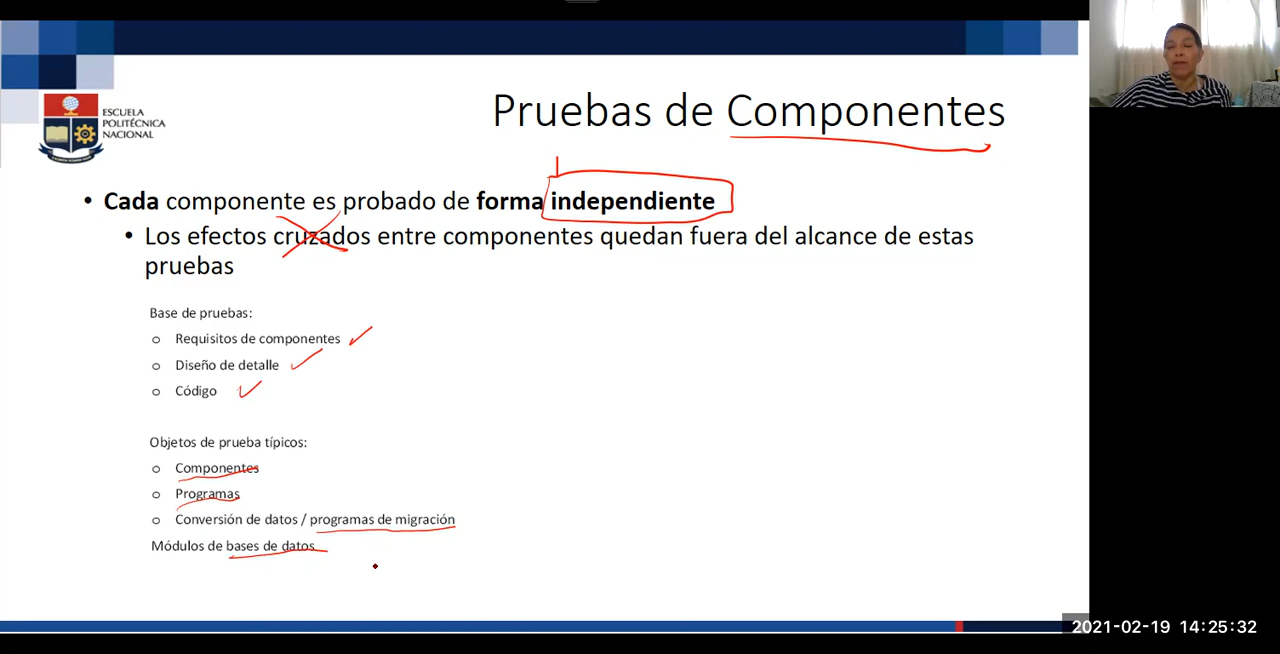 ESCUELA
POLITÉCNICA
NACIONAL
Pruebas de Componentes
• Cada componente es probado de forma independiente
• Los efectos cruzados entre componentes quedan fuera del alcance de estas
pruebas
Base de pruebas:
o Requisitos de componentes
o Diseño de detalle
o Código
Objetos de prueba típicos:
o Componentes
o Programas
o Conversión de datos / programas de migración
Módulos de bases de datos
2021-02-19 14:25:32